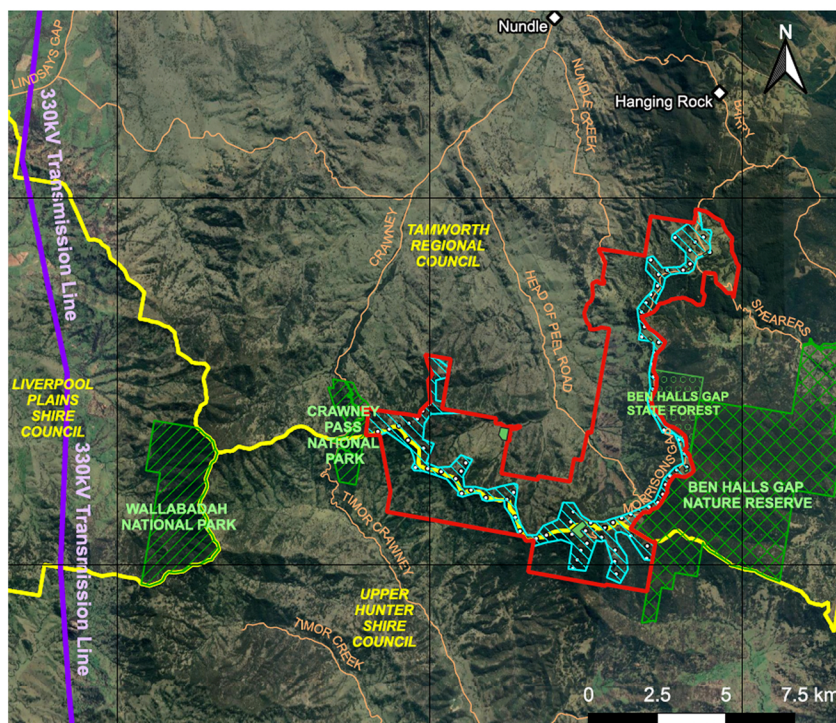 Nundle
N
LINDSAYS GAP
330kV Transmission Line
NUNDLE CREEK
Hanging Rock
BARRY
CRAWNEY
TAMWORTH
REGIONAL
COUNCIL
HEAD OF PEEL ROAD
SHEARERS
LIVERPOOL
PLAINS
SHIRE
COUNCIL
CRAWNEY
PASS
NATIONAL
PARK
BEN HALLS GAP
STATE FOREST
330kV Transmission Line
WALLABADAH
NATIONAL PARK
MORRISONS GAP
BEN HALLS GAP
NATURE RESERVE
TIMOR CRAWNEY
UPPER
HUNTER
SHIRE
COUNCIL
TIMOR CREEK
0 2.5 5 7.5 km